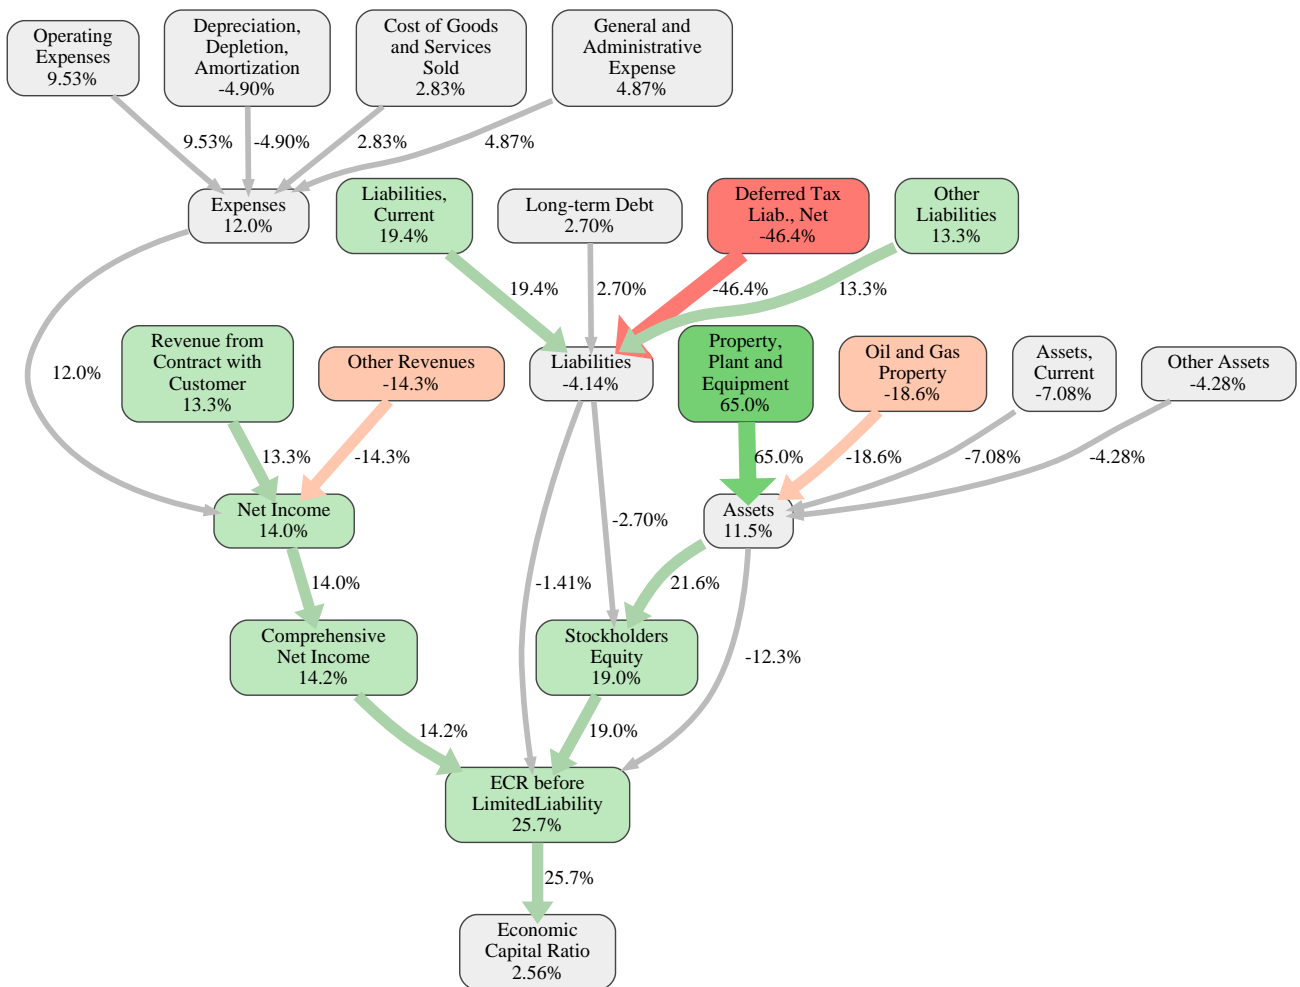 Operating
Expenses
9.53%
Depreciation,
Depletion,
Amortization
-4.90%
Cost of Goods
and Services
Sold
2.83%
General and
Administrative
Expense
4.87%
9.53%
-4.90%
2.83%
4.87%
Expenses
12.0%
Liabilities,
Current
19.4%
Long-term Debt
2.70%
Deferred Tax
Liab., Net
-46.4%
Other
Liabilities
13.3%
19.4%
2.70%
-46.4%
13.3%
12.0%
Revenue from
Contract with
Customer
13.3%
Other Revenues
-14.3%
Liabilities
-4.14%
Property,
Plant and
Equipment
65.0%
Oil and Gas
Property
-18.6%
Assets,
Current
-7.08%
Other Assets
-4.28%
13.3%
-14.3%
65.0%
-18.6%
-7.08%
-4.28%
Net Income
14.0%
-2.70%
Assets
11.5%
14.0%
-1.41%
21.6%
Comprehensive
Net Income
14.2%
Stockholders
Equity
19.0%
-12.3%
14.2%
19.0%
ECR before
LimitedLiability
25.7%
25.7%
Economic
Capital Ratio
2.56%